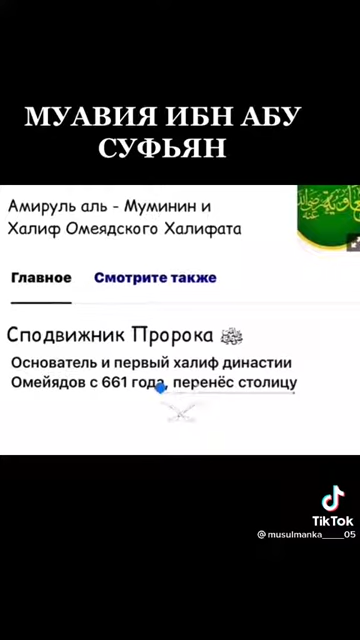 МУАВИЯ ИБН АБУ
СУФЬЯН
Амируль аль - Муминин и
Халиф Омеядского Халифата
Главное Смотрите также
Сподвижник Пророка ﷺ
Основатель и первый халиф династии
Омейядов с 661 года, перенёс столицу
TikTok
@musulmanka____05